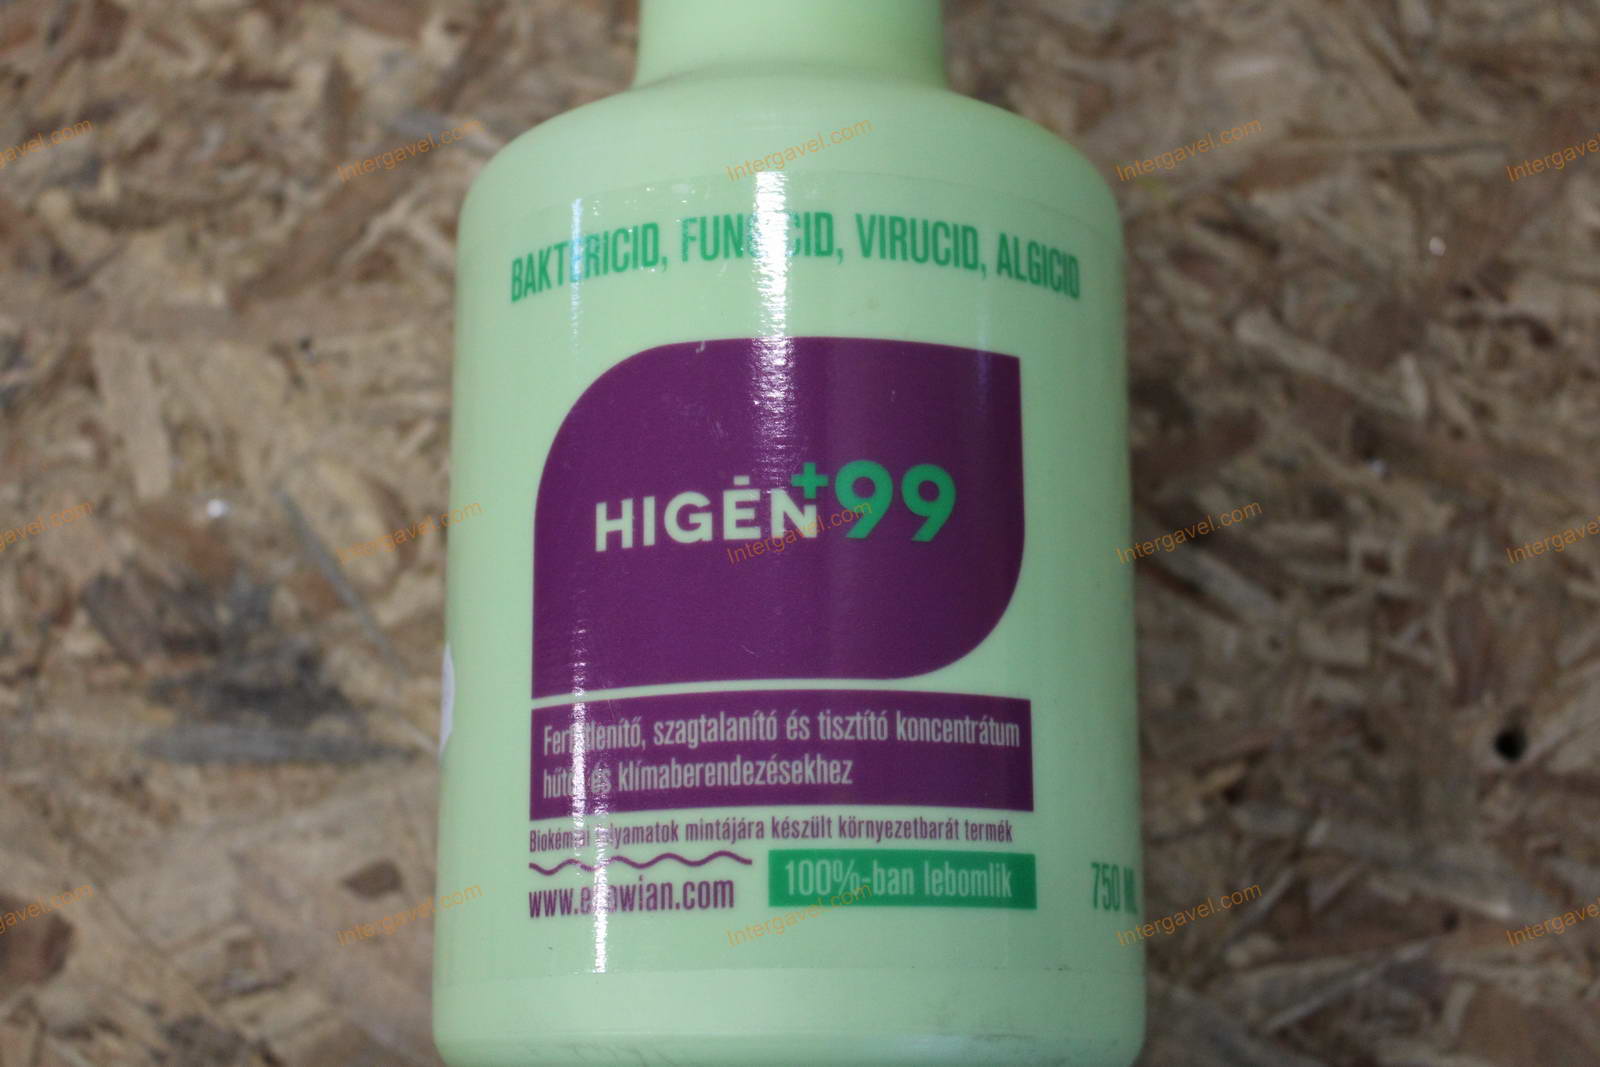 BAKTERICID, FUNGICID, VIRUCID, ALGICID
HIGÉN+99
Fertőtlenítő, szagtalanító és tisztító koncentrátum
hűtő és klímaberendezésekhez
Biokémiai folyamatok mintájára készült környezetbarát termék
100%-ban lebomlik
750 ML
Intergavel.com